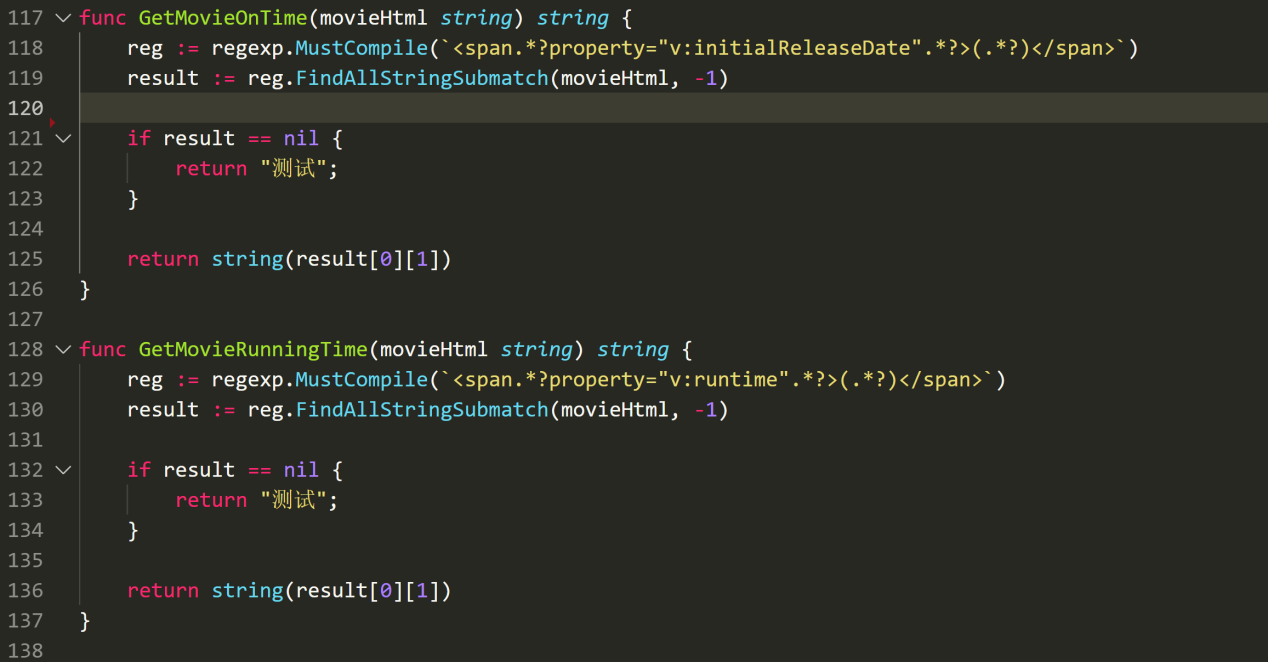 117 func GetMovieOnTime(movieHtml string) string {
118     reg := regexp.MustCompile(`<span.*?property="v:initialReleaseDate".*?>(.*?)</span>`)
119     result := reg.FindAllStringSubmatch(movieHtml, -1)
120
121     if result == nil {
122         return "测试";
123     }
124
125     return string(result[0][1])
126 }
127
128 func GetMovieRunningTime(movieHtml string) string {
129     reg := regexp.MustCompile(`<span.*?property="v:runtime".*?>(.*?)</span>`)
130     result := reg.FindAllStringSubmatch(movieHtml, -1)
131
132     if result == nil {
133         return "测试";
134     }
135
136     return string(result[0][1])
137 }
138